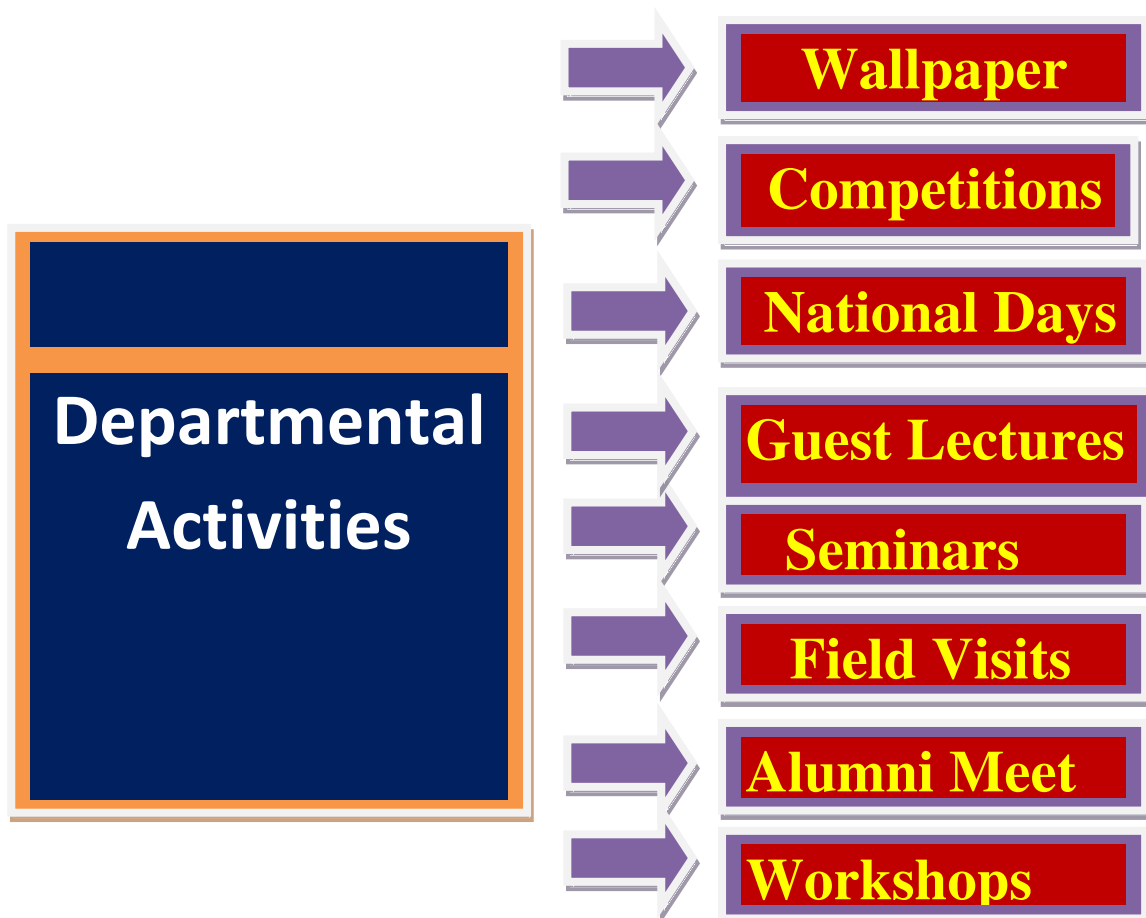 Departmental
Activities
Wallpaper
Competitions
National Days
Guest Lectures
Seminars
Field Visits
Alumni Meet
Workshops